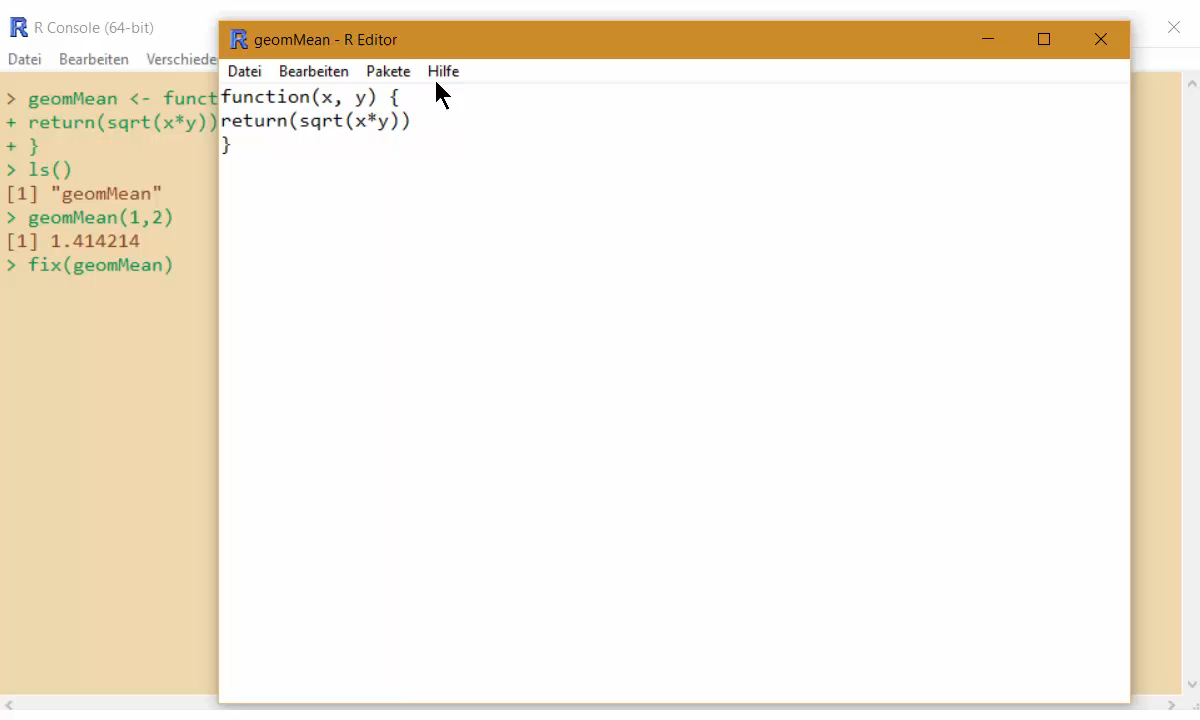 R Console (64-bit)
Datei Bearbeiten
> geomMean <- funct
+ return(sqrt(x*y))
+ }
> ls()
[1] "geomMean"
> geomMean(1,2)
[1] 1.414214
> fix(geomMean)
geomMean - R Editor
Datei Bearbeiten Pakete Hilfe
function(x, y) {
return(sqrt(x*y))
}